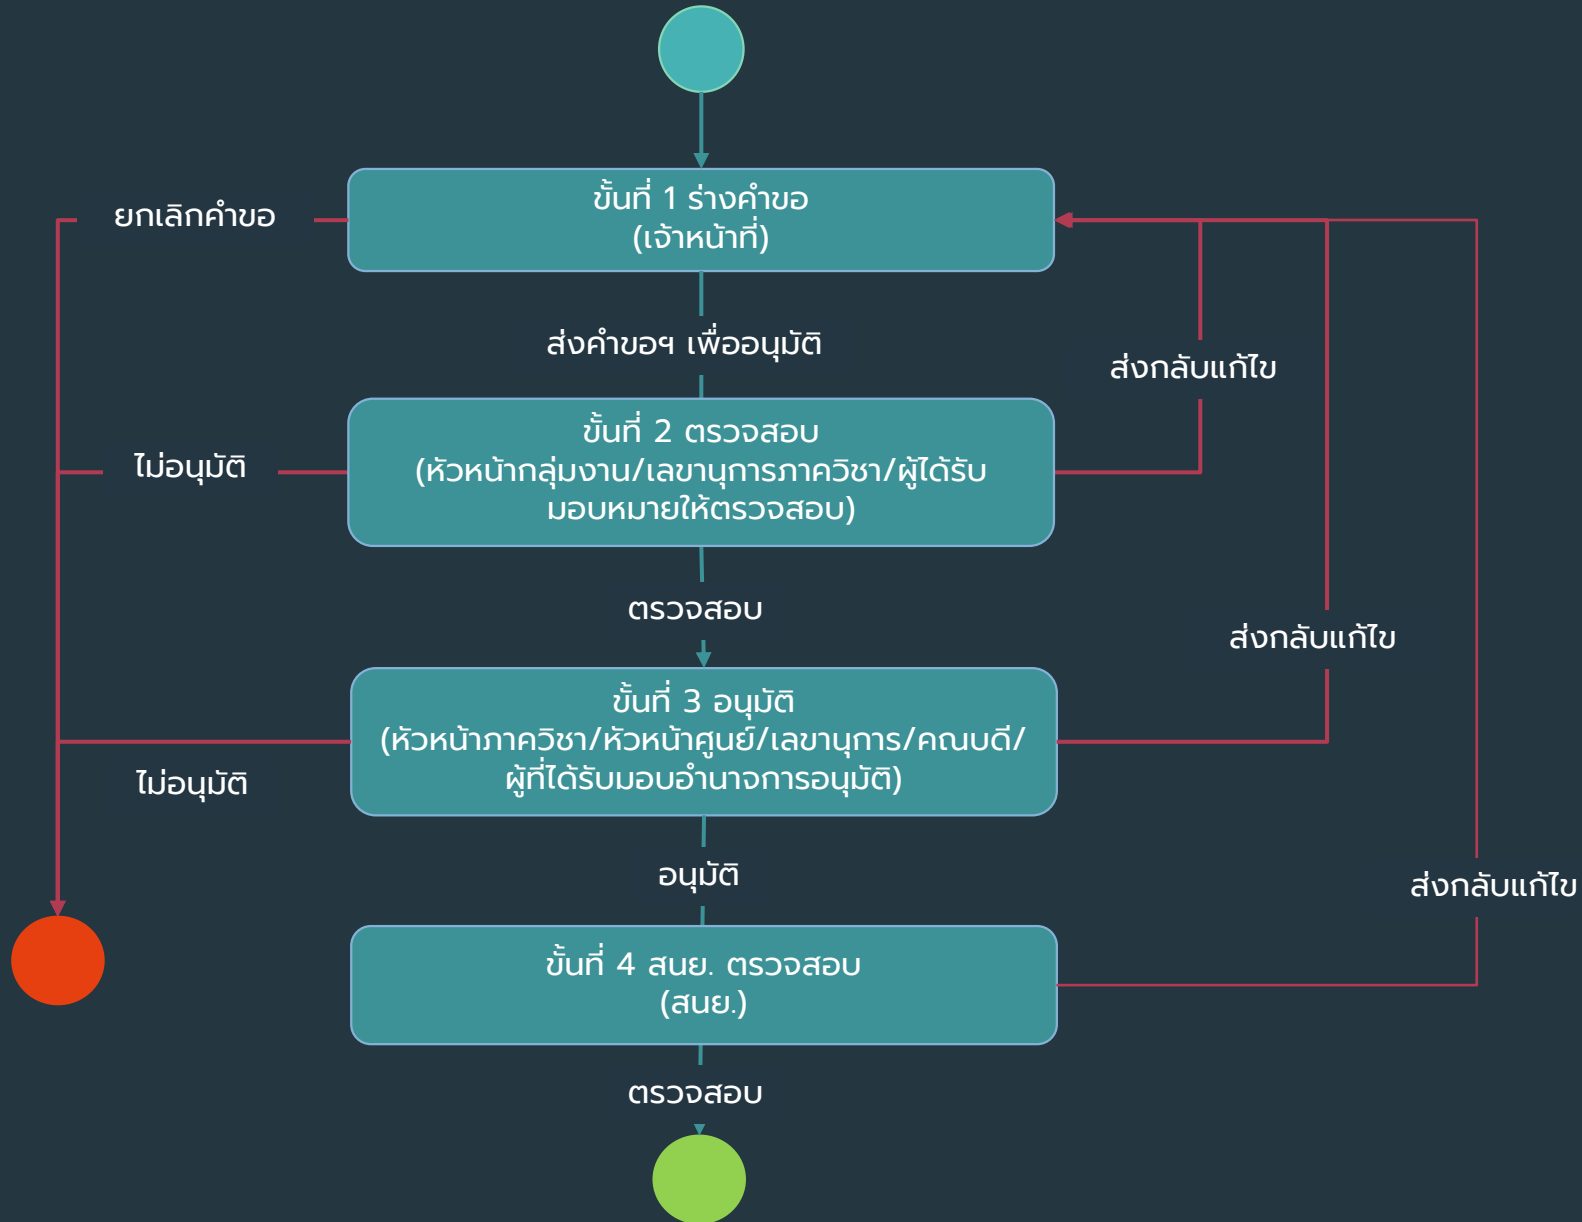 ขั้นที่ 1 ร่างคำขอ
(เจ้าหน้าที่)
ยกเลิกคำขอ
ส่งคำขอฯ เพื่ออนุมัติ
ส่งกลับแก้ไข
ขั้นที่ 2 ตรวจสอบ
(หัวหน้ากลุ่มงาน/เลขานุการภาควิชา/ผู้ได้รับ
มอบหมายให้ตรวจสอบ)
ไม่อนุมัติ
ตรวจสอบ
ส่งกลับแก้ไข
ขั้นที่ 3 อนุมัติ
(หัวหน้าภาควิชา/หัวหน้าศูนย์/เลขานุการ/คณบดี/
ผู้ที่ได้รับมอบอำนาจการอนุมัติ)
ไม่อนุมัติ
อนุมัติ
ส่งกลับแก้ไข
ขั้นที่ 4 สนย. ตรวจสอบ
(สนย.)
ตรวจสอบ